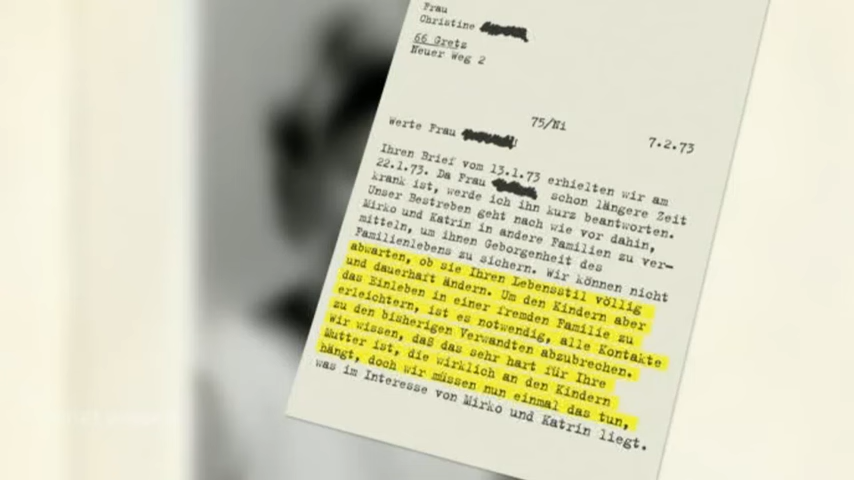 Frau
Christine
66 Gretz
Neuer Weg 2
75/Ni
7.2.73
Werte Frau !
Ihren Brief vom 13.1.73 erhielten wir am
22.1.73. Da Frau schon längere Zeit
krank ist, werde ich ihn kurz beantworten.
Unser Bestreben geht nach wie vor dahin,
Mirko und Katrin in andere Familien zu ver-
mitteln, um ihnen Geborgenheit des
Familienlebens zu sichern. Wir können nicht
abwarten, ob sie Ihren Lebensstil völlig
und dauerhaft ändern. Um den Kindern aber
das Einleben in einer fremden Familie zu
erleichtern, ist es notwendig, alle Kontakte
zu den bisherigen Verwandten abzubrechen.
Wir wissen, daß das sehr hart für Ihre
Mutter ist, die wirklich an den Kindern
hängt, doch wir müssen nun einmal das tun,
was im Interesse von Mirko und Katrin liegt.